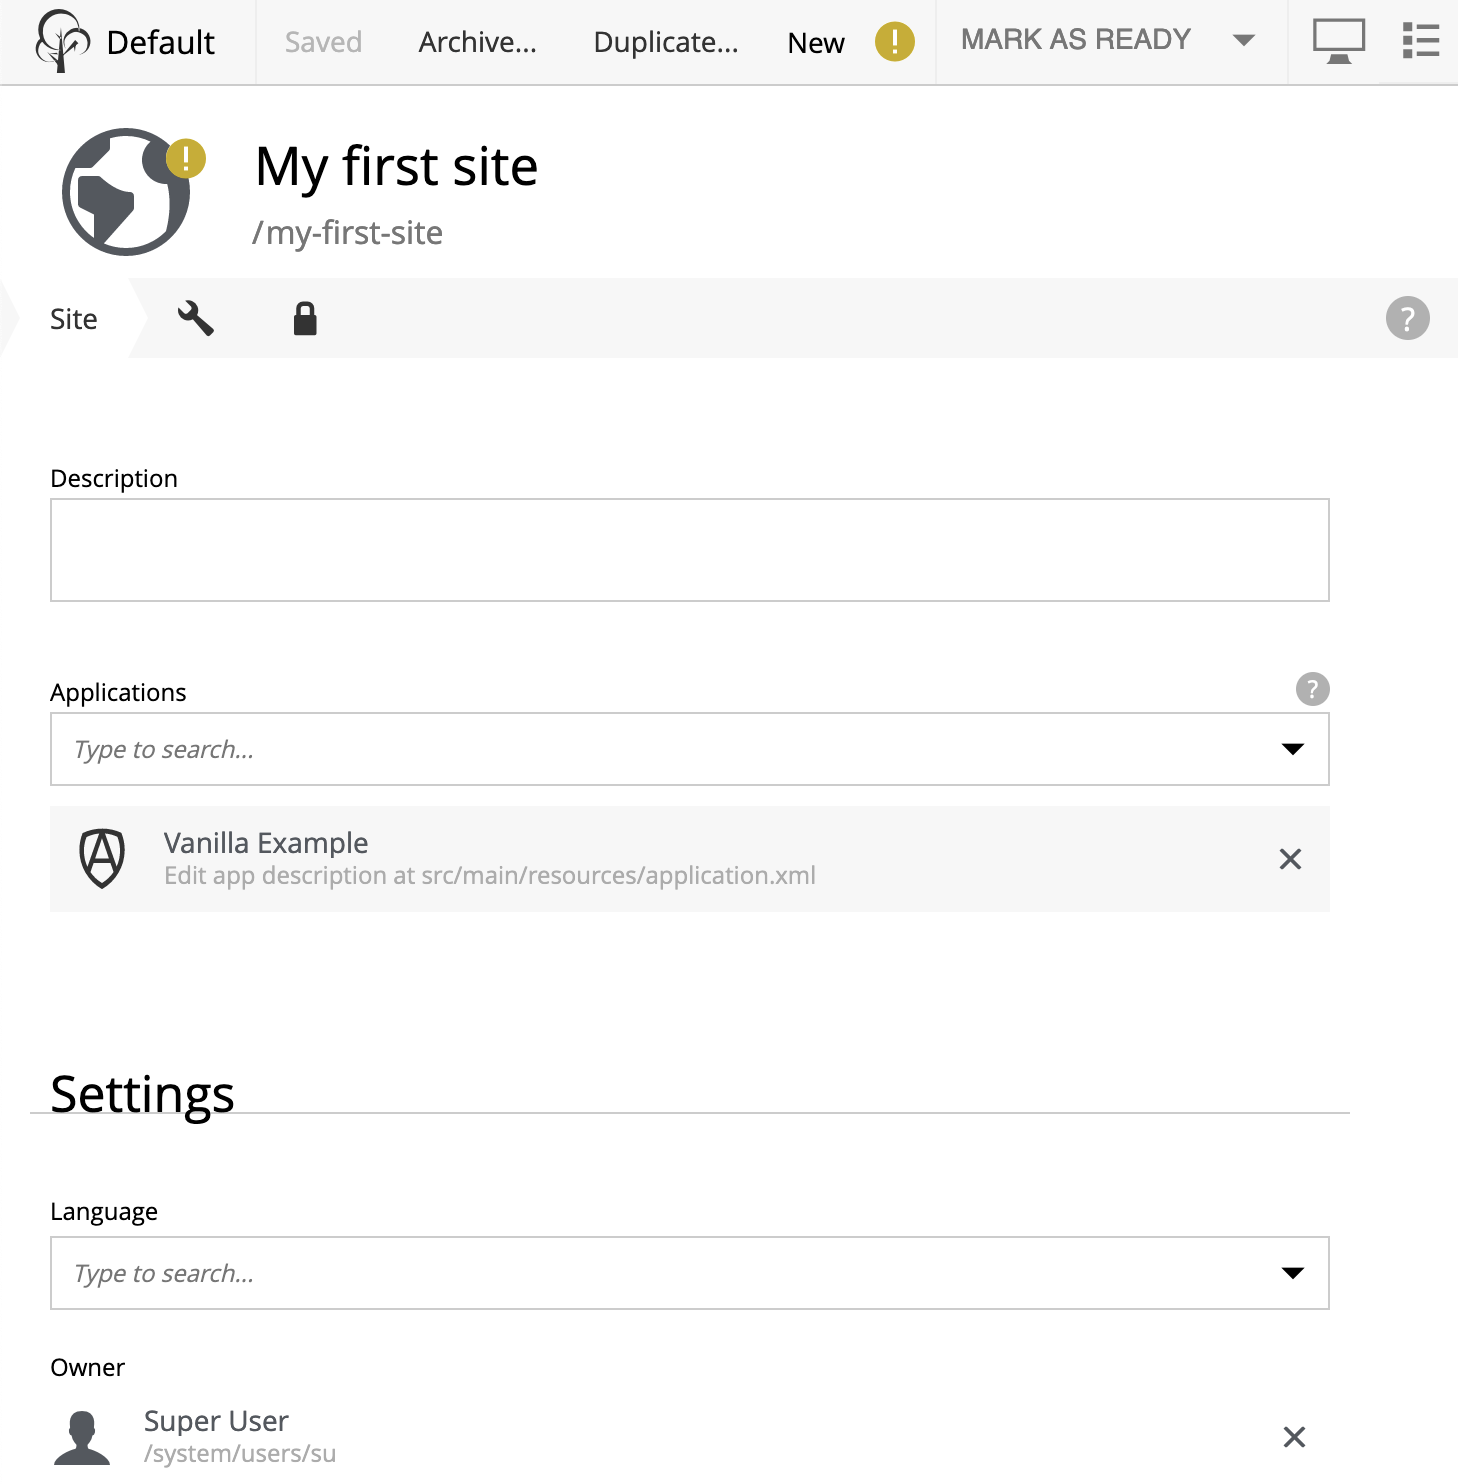 Default Saved Archive... Duplicate... New ! MARK AS READY
!
My first site
/my-first-site
Site ?
Description
Applications ?
Type to search...
Vanilla Example
Edit app description at src/main/resources/application.xml
Settings
Language
Type to search...
Owner
Super User
/system/users/su